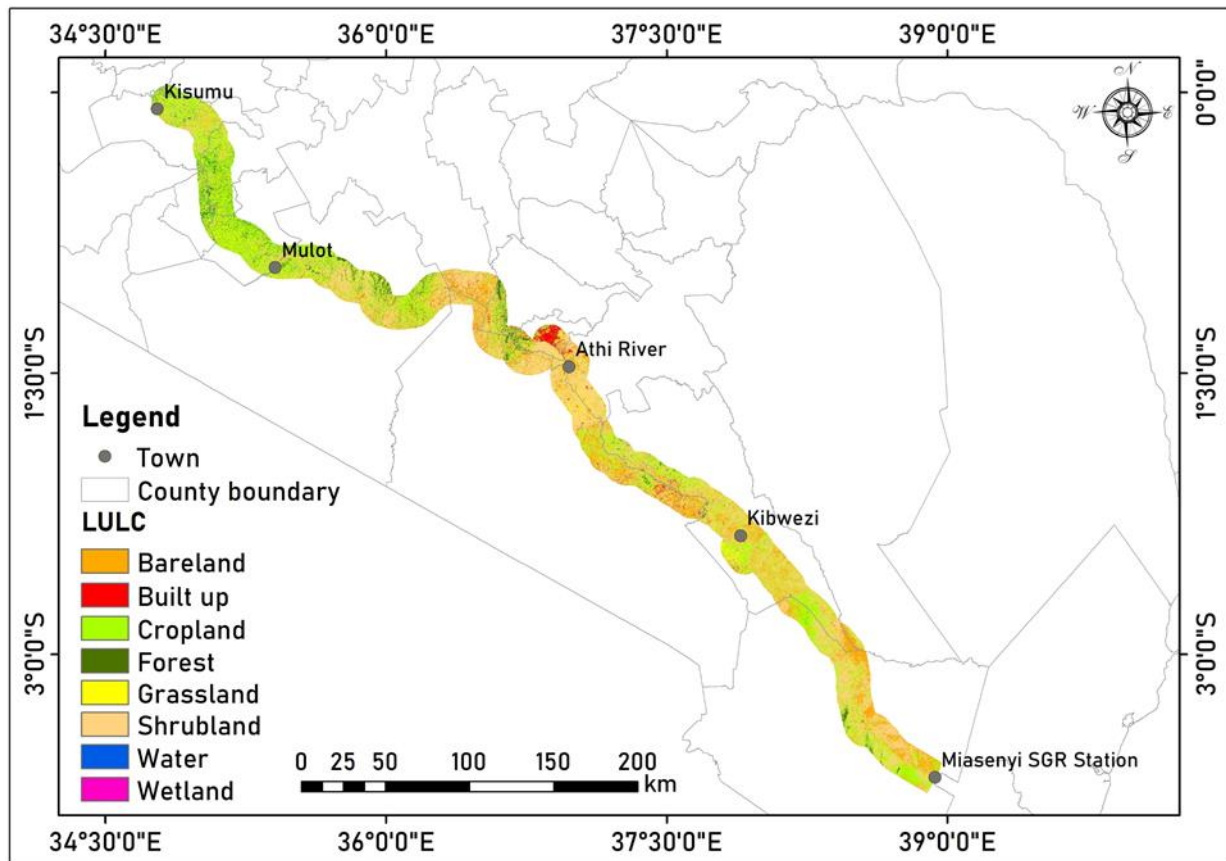 34°30'0"E 36°0'0"E 37°30'0"E 39°0'0"E
N
W E
S
0°0'0"
Kisumu
Mulot
Athi River
1°30'0"S 1°30'0"S
Legend
Town
County boundary
LULC
Bareland
Built up
Cropland
Forest
Grassland
Shrubland
Water
Wetland
Kibwezi
3°0'0"S 3°0'0"S
Miasenyi SGR Station
0 25 50 100 150 200
km
34°30'0"E 36°0'0"E 37°30'0"E 39°0'0"E